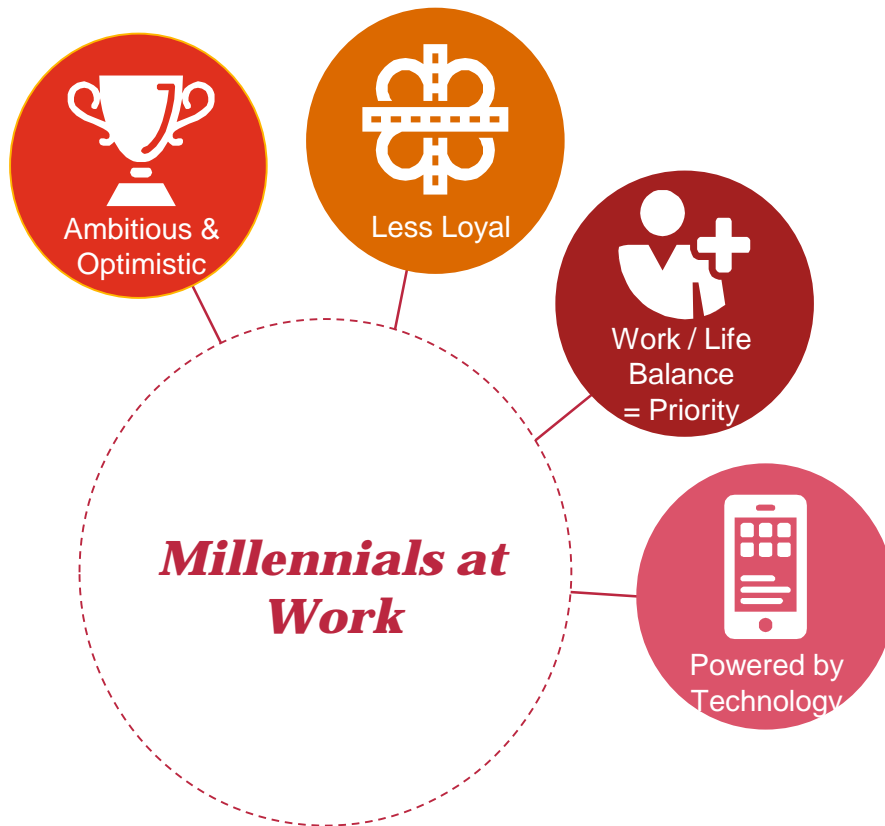 Ambitious &
Optimistic
Less Loyal
Work / Life
Balance
= Priority
Powered by
Technology
Millennials at
Work